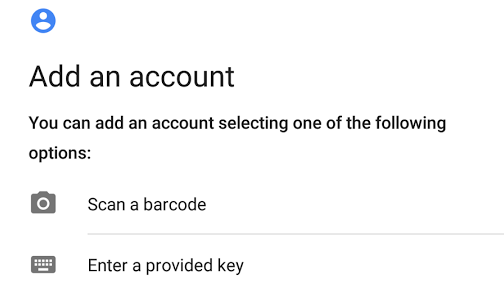 Add an account
You can add an account selecting one of the following
options:
Scan a barcode
Enter a provided key